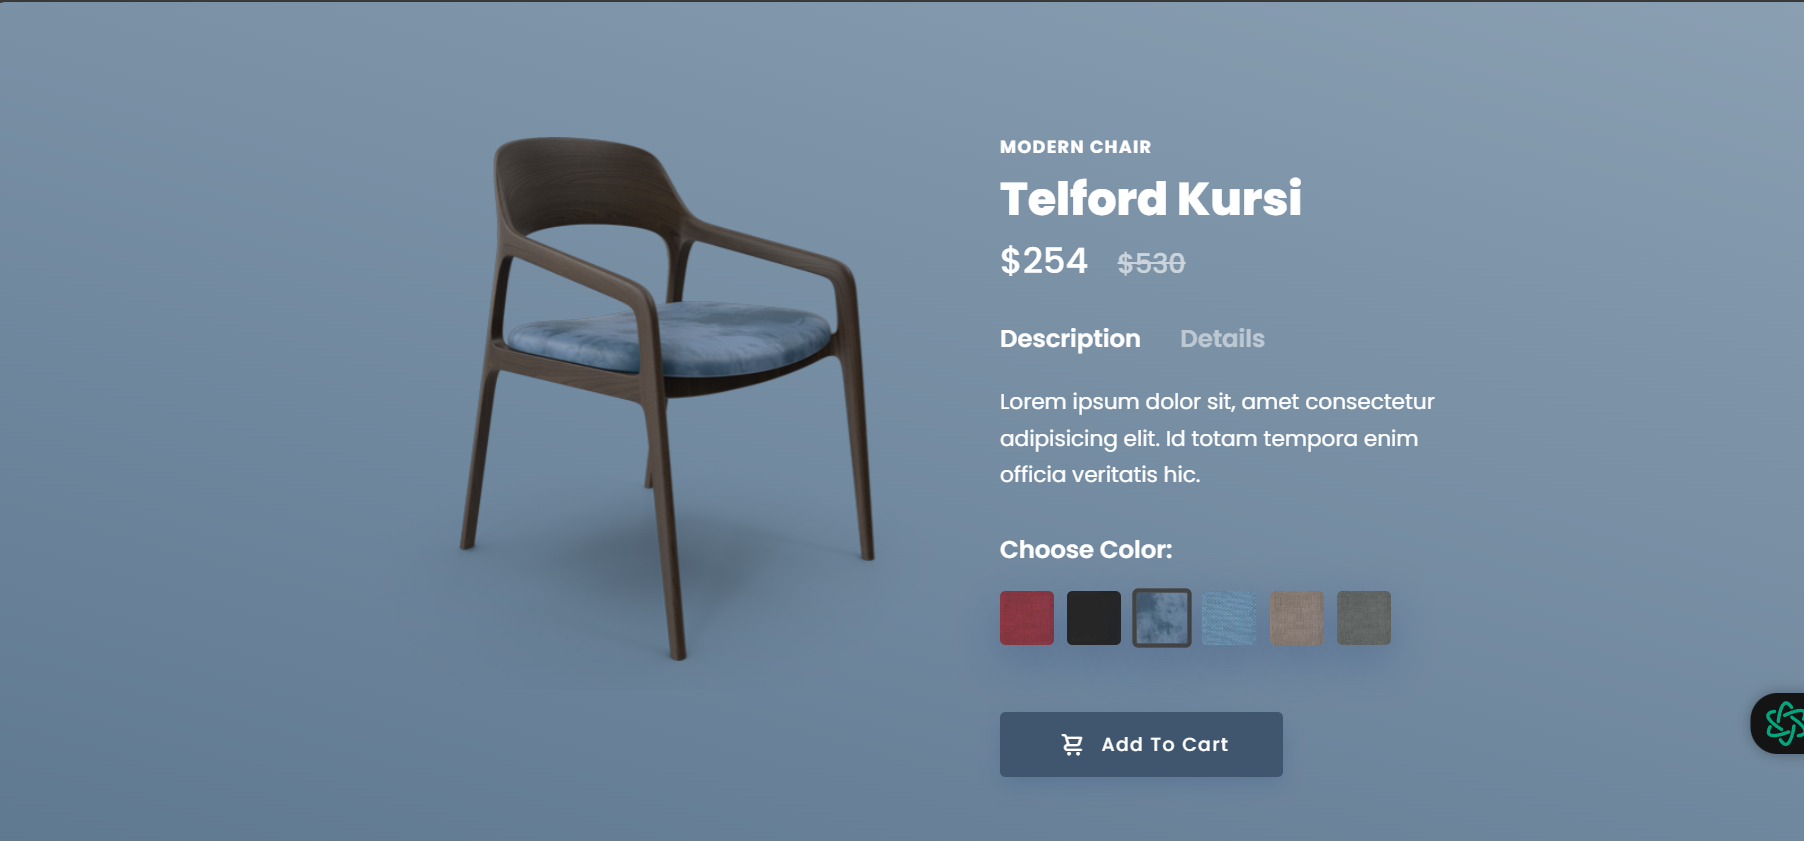 MODERN CHAIR
Telford Kursi
$254 $530
Description Details
Lorem ipsum dolor sit, amet consectetur
adipisicing elit. Id totam tempora enim
officia veritatis hic.
Choose Color:
Add To Cart